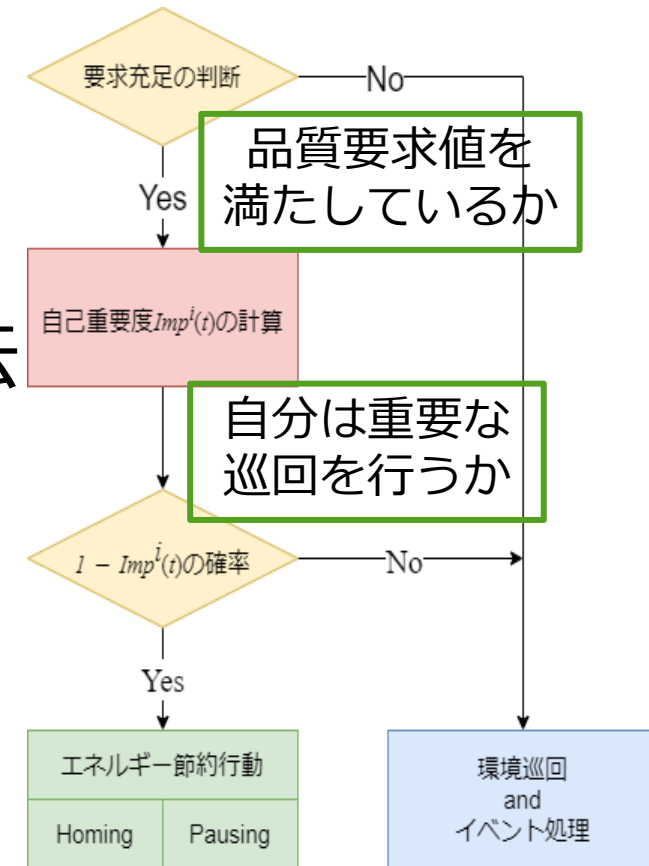 要求充足の判断
No
品質要求値を
満たしているか
Yes
自己重要度Imp^i(t)の計算
法
自分は重要な
巡回を行うか
1 − Imp^i(t)の確率
No
Yes
エネルギー節約行動
Homing
Pausing
環境巡回
and
イベント処理